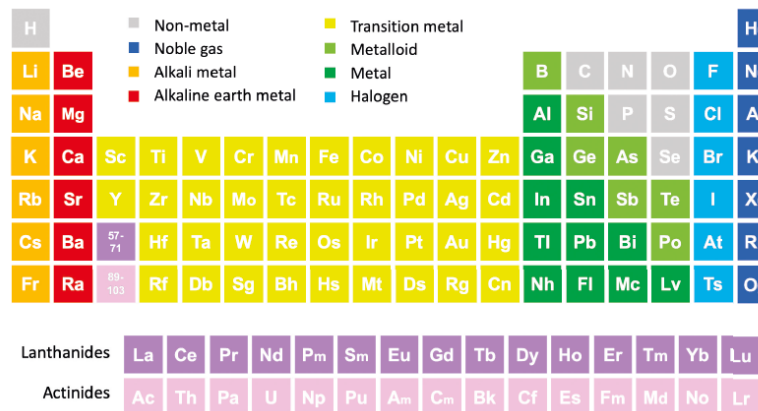 H Non-metal Transition metal H
Noble gas Metalloid
Li Be Alkali metal Metal B C N O F N
Alkaline earth metal Halogen
Na Mg Al Si P S Cl A
K Ca Sc Ti V Cr Mn Fe Co Ni Cu Zn Ga Ge As Se Br K
Rb Sr Y Zr Nb Mo Tc Ru Rh Pd Ag Cd In Sn Sb Te I X
Cs Ba 57-71 Hf Ta W Re Os Ir Pt Au Hg Tl Pb Bi Po At R
Fr Ra 89-103 Rf Db Sg Bh Hs Mt Ds Rg Cn Nh Fl Mc Lv Ts O
Lanthanides La Ce Pr Nd Pm Sm Eu Gd Tb Dy Ho Er Tm Yb Lu
Actinides Ac Th Pa U Np Pu Am Cm Bk Cf Es Fm Md No Lr